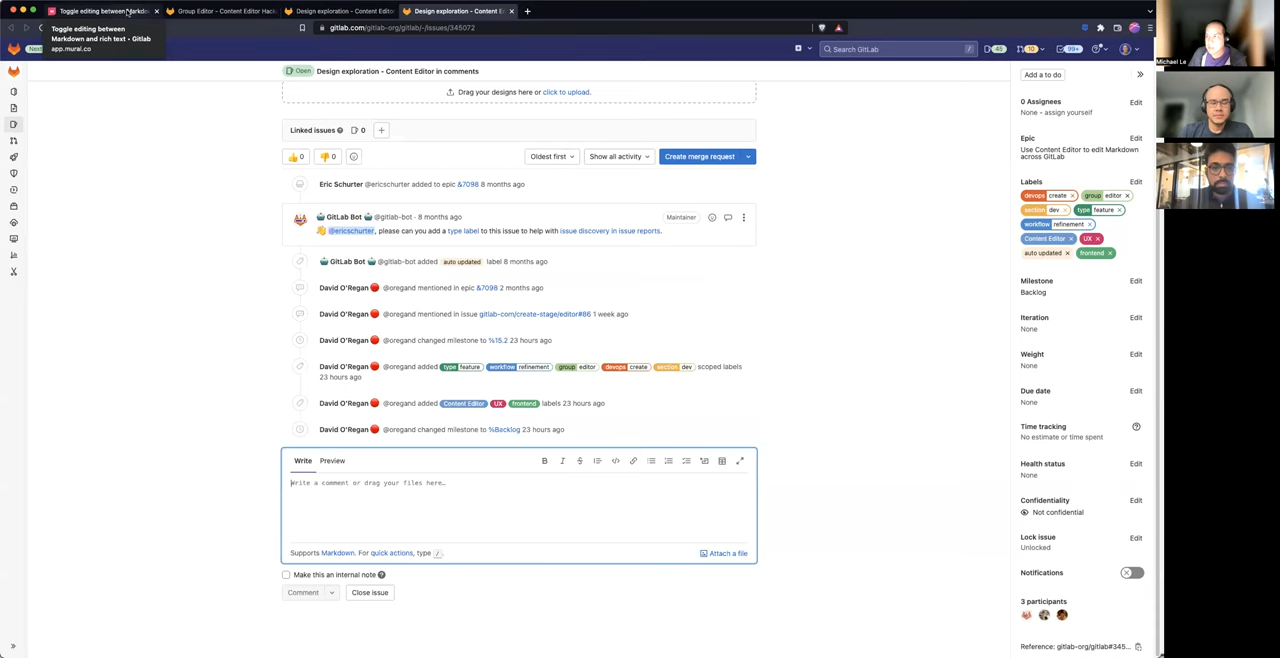 Toggle editing between Markdo
Group Editor - Content Editor Hack
Design exploration - Content Editor
Design exploration - Content E
gitlab.com/gitlab-org/gitlab/-/issues/345072
Toggle editing between
Markdown and rich text • Gitlab
app.mural.co
Next
Search GitLab
/
45
10
99+
Open
Design exploration - Content Editor in comments
Drag your designs here or click to upload.
Linked issues
0
0
0
Oldest first
Show all activity
Create merge request
Eric Schurter @ericschurter added to epic &7098 8 months ago
GitLab Bot @gitlab-bot · 8 months ago
Maintainer
@ericschurter, please can you add a type label to this issue to help with issue discovery in issue reports.
GitLab Bot @gitlab-bot added auto updated label 8 months ago
David O'Regan @oregand mentioned in epic &7098 2 months ago
David O'Regan @oregand mentioned in issue gitlab-com/create-stage/editor#86 1 week ago
David O'Regan @oregand changed milestone to %15.2 23 hours ago
David O'Regan @oregand added type feature workflow refinement group editor devops create section dev scoped labels
23 hours ago
David O'Regan @oregand added Content Editor UX frontend labels 23 hours ago
David O'Regan @oregand changed milestone to %Backlog 23 hours ago
Write
Preview
Write a comment or drag your files here…
Supports Markdown. For quick actions, type /.
Attach a file
Make this an internal note
Comment
Close issue
Add a to do
0 Assignees
Edit
None - assign yourself
Epic
Edit
Use Content Editor to edit Markdown
across GitLab
Labels
Edit
devops create
group editor
section dev
type feature
workflow refinement
Content Editor
UX
auto updated
frontend
Milestone
Edit
Backlog
Iteration
Edit
None
Weight
Edit
None
Due date
Edit
None
Time tracking
No estimate or time spent
Health status
Edit
None
Confidentiality
Edit
Not confidential
Lock issue
Edit
Unlocked
Notifications
3 participants
Reference: gitlab-org/gitlab#345...
Michael Le